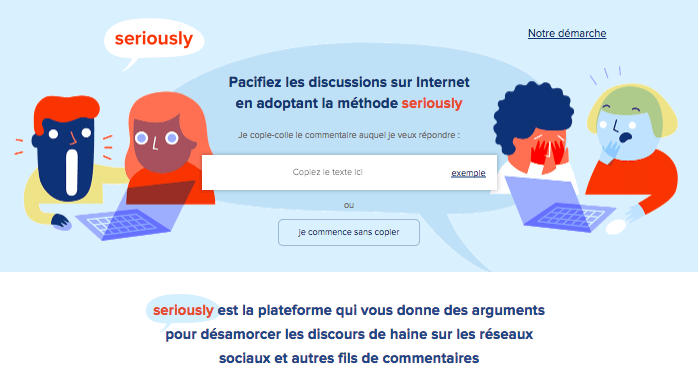 seriously
Notre démarche
Pacifiez les discussions sur Internet
en adoptant la méthode seriously
Je copie-colle le commentaire auquel je veux répondre :
Copiez le texte ici
exemple
ou
je commence sans copier
seriously est la plateforme qui vous donne des arguments
pour désamorcer les discours de haine sur les réseaux
sociaux et autres fils de commentaires